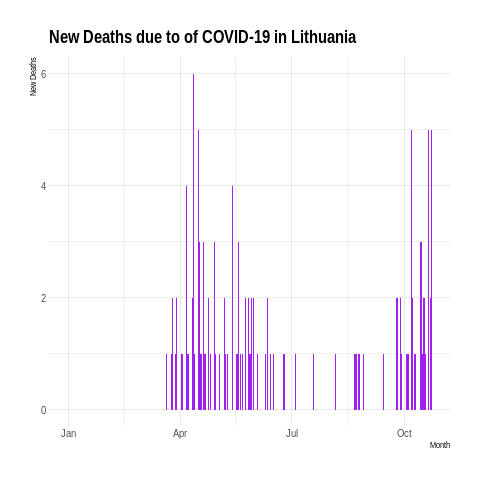 New Deaths due to of COVID-19 in Lithuania
New Deaths
6
4
2
0
Jan Apr Jul Oct
Month